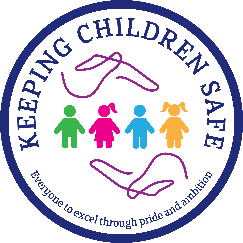 KEEPING CHILDREN SAFE
Everyone to excel through pride and ambition